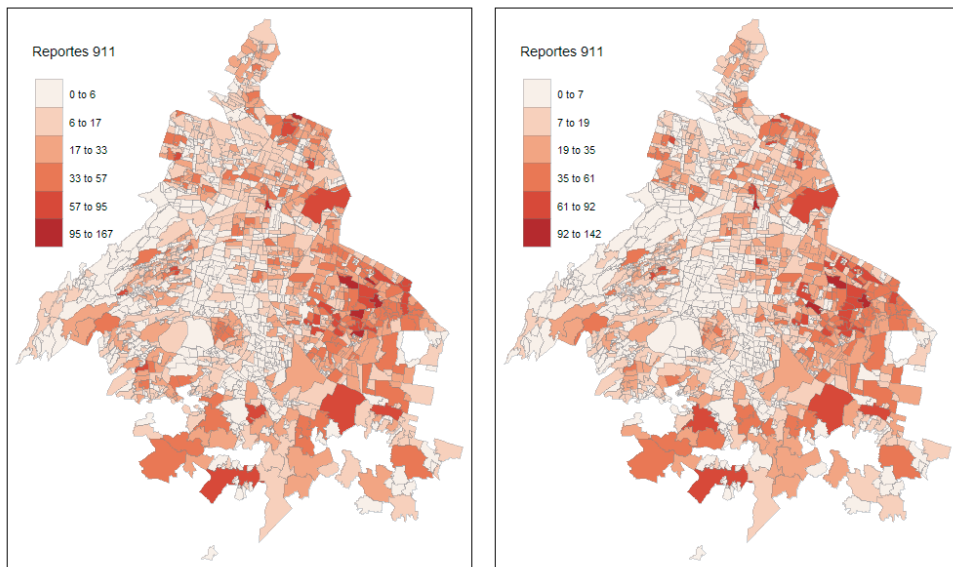 Reportes 911
0 to 6
6 to 17
17 to 33
33 to 57
57 to 95
95 to 167
Reportes 911
0 to 7
7 to 19
19 to 35
35 to 61
61 to 92
92 to 142